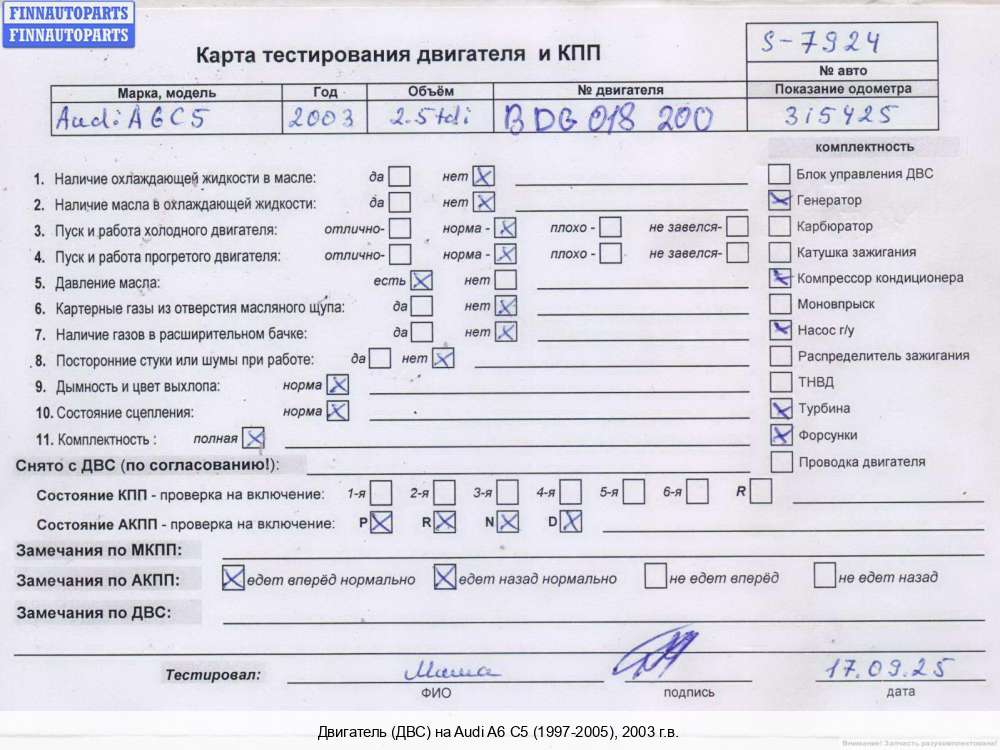 FINNAUTOPARTS
FINNAUTOPARTS
Карта тестирования двигателя и КПП
S-7924
№ авто
Марка, модель Год Объём № двигателя Показание одометра
Audi A6C5 2003 2.5tdi BDG 018 200 315425
комплектность
1. Наличие охлаждающей жидкости в масле: да нет
Блок управления ДВС
2. Наличие масла в охлаждающей жидкости: да нет
Генератор
3. Пуск и работа холодного двигателя: отлично- норма - плохо - не завелся-
Карбюратор
4. Пуск и работа прогретого двигателя: отлично- норма - плохо - не завелся-
Катушка зажигания
5. Давление масла: есть нет
Компрессор кондиционера
6. Картерные газы из отверстия масляного щупа: да нет
Моновпрыск
7. Наличие газов в расширительном бачке: да нет
Насос г/у
8. Посторонние стуки или шумы при работе: да нет
Распределитель зажигания
9. Дымность и цвет выхлопа: норма
ТНВД
10. Состояние сцепления: норма
Турбина
11. Комплектность : полная
Форсунки
Снято с ДВС (по согласованию!):
Проводка двигателя
Состояние КПП - проверка на включение: 1-я 2-я 3-я 4-я 5-я 6-я R
Состояние АКПП - проверка на включение: P R N D
Замечания по МКПП:
Замечания по АКПП: едет вперёд нормально едет назад нормально не едет вперёд не едет назад
Замечания по ДВС:
Тестировал: Миша 17.09.25
ФИО подпись дата
Двигатель (ДВС) на Audi A6 C5 (1997-2005), 2003 г.в.
Внимание! Запчасть разукомплектована!